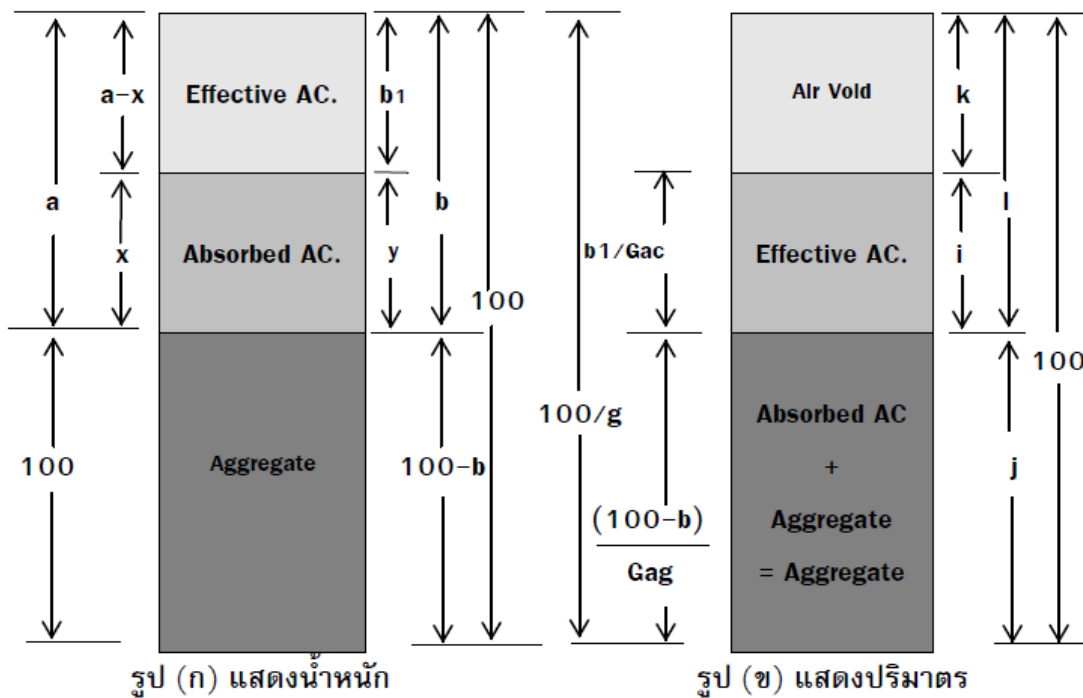 a
a-x
x
100
Effective AC.
Absorbed AC.
Aggregate
b1
y
b
100
100-b
รูป (ก) แสดงน้ำหนัก
100/g
b1/Gac
(100-b)
Gag
Air Vold
Effective AC.
Absorbed AC
+
Aggregate
= Aggregate
k
i
l
j
100
รูป (ข) แสดงปริมาตร